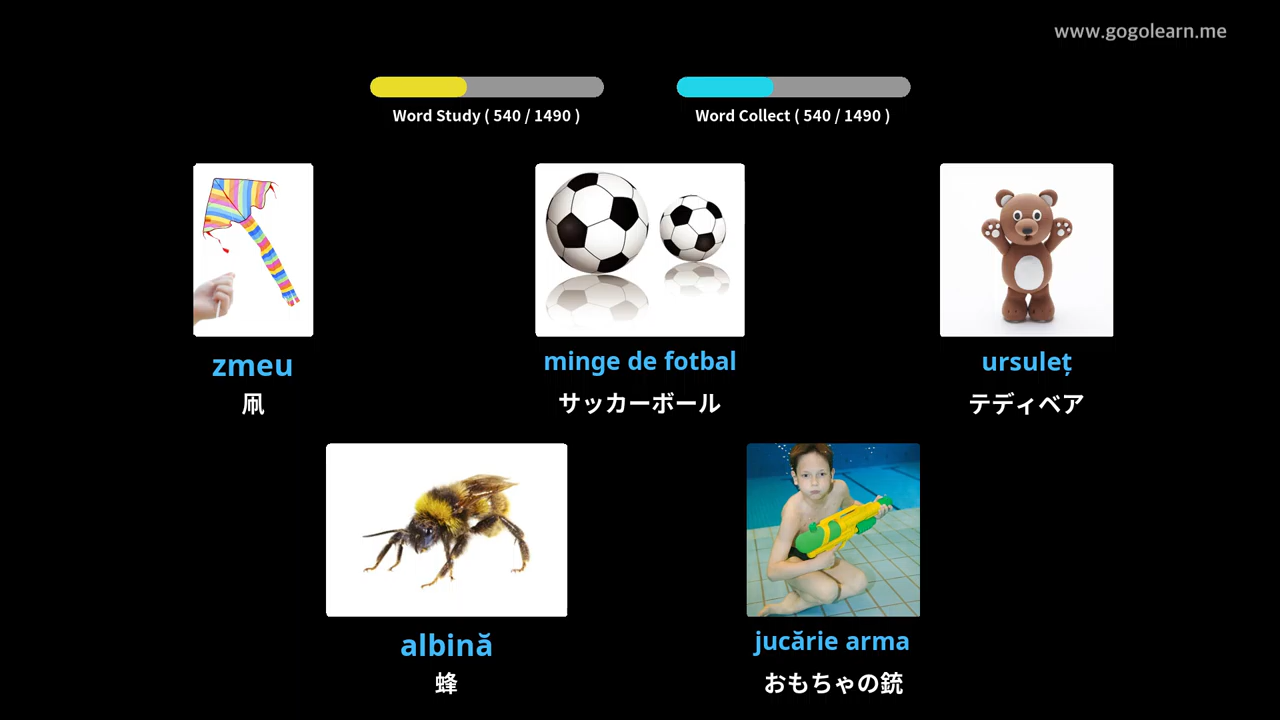 www.gogolearn.me
Word Study ( 540 / 1490 )
Word Collect ( 540 / 1490 )
zmeu
minge de fotbal
ursuleț
凧
サッカーボール
テディベア
albină
jucărie arma
蜂
おもちゃの銃